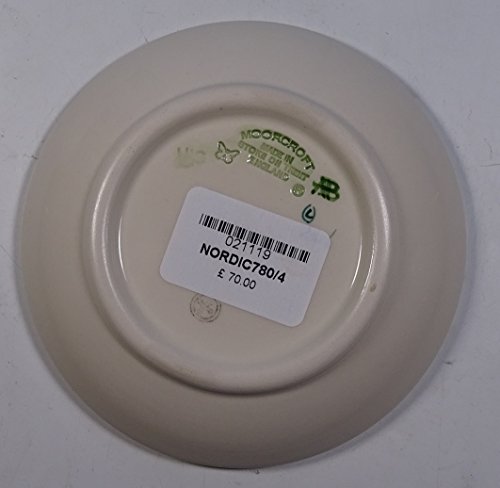 MOORCROFT
MADE IN
STOKE ON TRENT
ENGLAND
021119
NORDIC780/4
£ 70.00